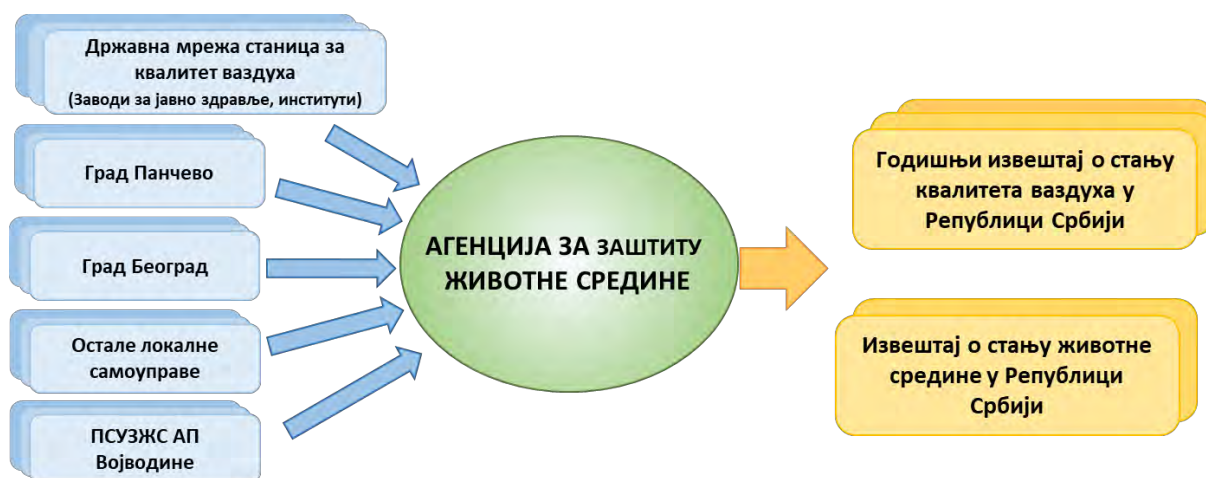 Државна мрежа станица за
квалитет ваздуха
(Заводи за јавно здравље, институти)
Град Панчево
Град Београд
Остале локалне
самоуправе
ПСУЗЖС АП
Војводине
АГЕНЦИЈА ЗА ЗАШТИТУ
ЖИВОТНЕ СРЕДИНЕ
Годишњи извештај о стању
квалитета ваздуха у
Републици Србији
Извештај о стању животне
средине у Републици
Србији